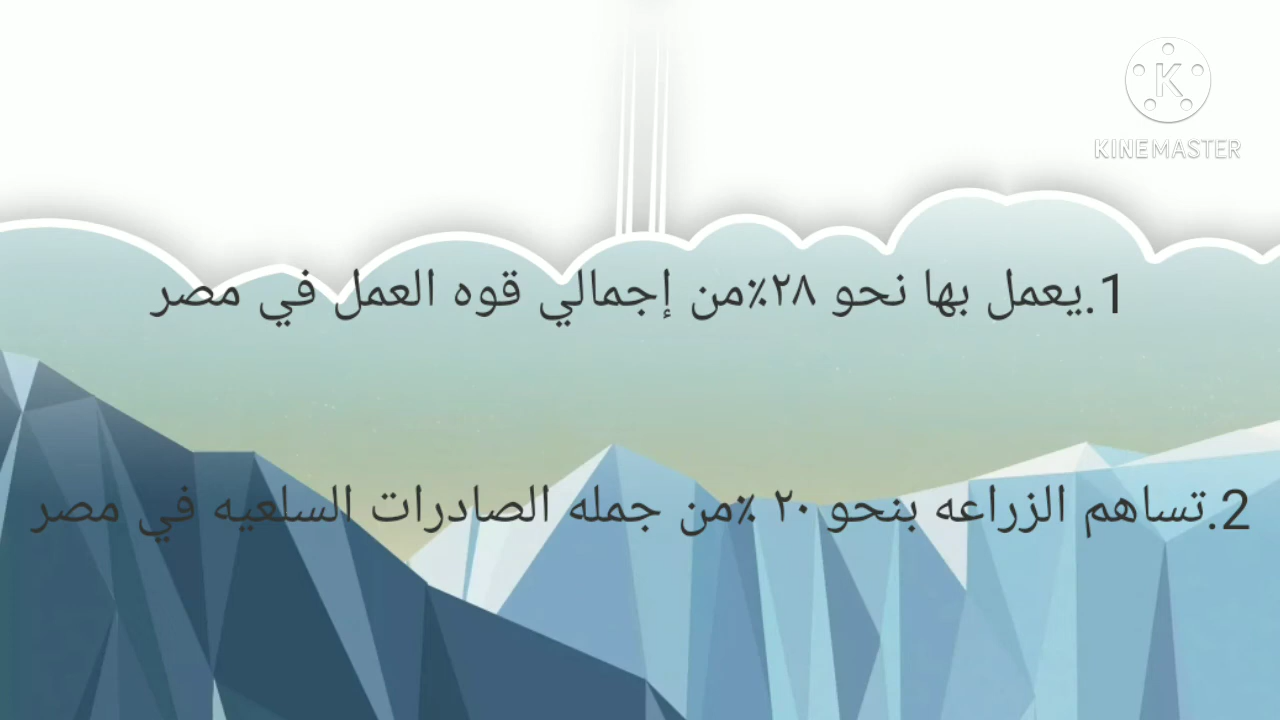 KINEMASTER
1.يعمل بها نحو ٢٨٪من إجمالي قوه العمل في مصر
2.تساهم الزراعه بنحو ٢٠ ٪من جمله الصادرات السلعيه في مصر